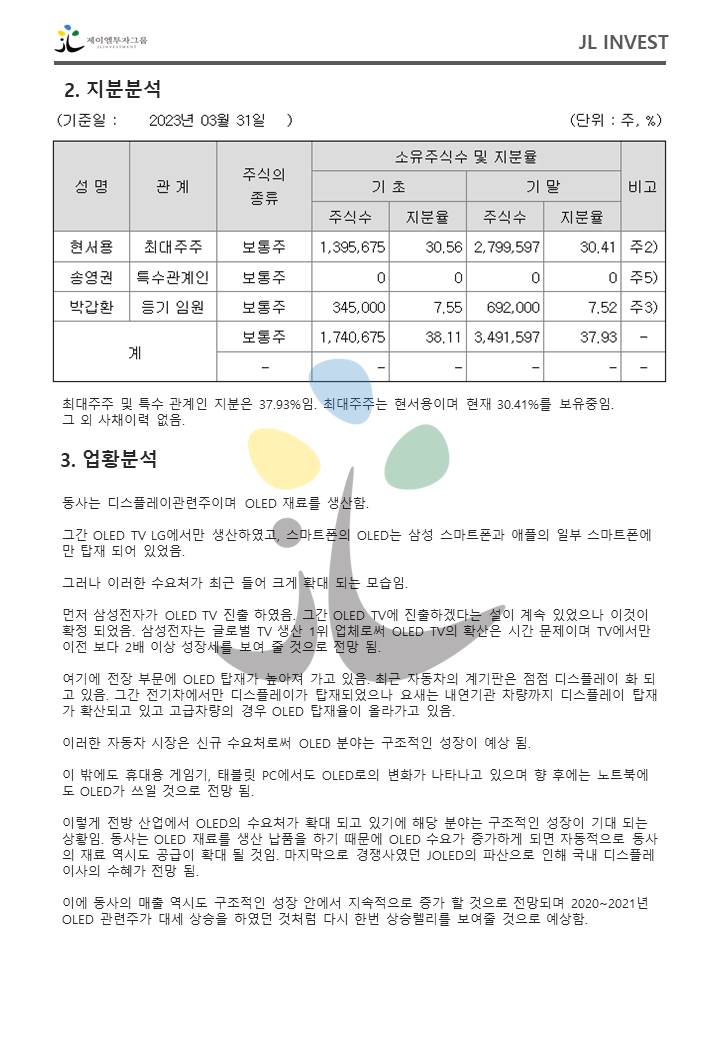 제이엘투자그룹
JLINVESTMENT
JL INVEST
2. 지분분석
(기준일 : 2023년 03월 31일 ) (단위 : 주, %)
성 명 관 계 주식의 종류 소유주식수 및 지분율 비고
기 초 기 말
주식수 지분율 주식수 지분율
현서용 최대주주 보통주 1,395,675 30.56 2,799,597 30.41 주2)
송영권 특수관계인 보통주 0 0 0 0 주5)
박갑환 등기 임원 보통주 345,000 7.55 692,000 7.52 주3)
계 보통주 1,740,675 38.11 3,491,597 37.93 –
– – – – – –
최대주주 및 특수 관계인 지분은 37.93%임. 최대주주는 현서용이며 현재 30.41%를 보유중임.
그 외 사채이력 없음.
3. 업황분석
동사는 디스플레이관련주이며 OLED 재료를 생산함.
그간 OLED TV LG에서만 생산하였고, 스마트폰의 OLED는 삼성 스마트폰과 애플의 일부 스마트폰에
만 탑재 되어 있었음.
그러나 이러한 수요처가 최근 들어 크게 확대 되는 모습임.
먼저 삼성전자가 OLED TV 진출 하였음. 그간 OLED TV에 진출하겠다는 설이 계속 있었으나 이것이
확정 되었음. 삼성전자는 글로벌 TV 생산 1위 업체로써 OLED TV의 확산은 시간 문제이며 TV에서만
이전 보다 2배 이상 성장세를 보여 줄 것으로 전망 됨.
여기에 전장 부문에 OLED 탑재가 높아져 가고 있음. 최근 자동차의 계기판은 점점 디스플레이 화 되
고 있음. 그간 전기차에서만 디스플레이가 탑재되었으나 요새는 내연기관 차량까지 디스플레이 탑재
가 확산되고 있고 고급차량의 경우 OLED 탑재율이 올라가고 있음.
이러한 자동차 시장은 신규 수요처로써 OLED 분야는 구조적인 성장이 예상 됨.
이 밖에도 휴대용 게임기, 태블릿 PC에서도 OLED로의 변화가 나타나고 있으며 향 후에는 노트북에
도 OLED가 쓰일 것으로 전망 됨.
이렇게 전방 산업에서 OLED의 수요처가 확대 되고 있기에 해당 분야는 구조적인 성장이 기대 되는
상황임. 동사는 OLED 재료를 생산 납품을 하기 때문에 OLED 수요가 증가하게 되면 자동적으로 동사
의 재료 역시도 공급이 확대 될 것임. 마지막으로 경쟁사였던 JOLED의 파산으로 인해 국내 디스플레
이사의 수혜가 전망 됨.
이에 동사의 매출 역시도 구조적인 성장 안에서 지속적으로 증가 할 것으로 전망되며 2020~2021년
OLED 관련주가 대세 상승을 하였던 것처럼 다시 한번 상승렐리를 보여줄 것으로 예상함.